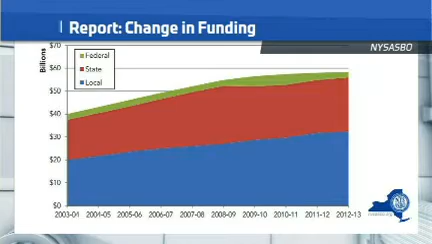 Report: Change in Funding
NYSASBO
Billions
$70
$60
$50
$40
$30
$20
$10
$0
Federal
State
Local
2003-04 2004-05 2005-06 2006-07 2007-08 2008-09 2009-10 2010-11 2011-12 2012-13